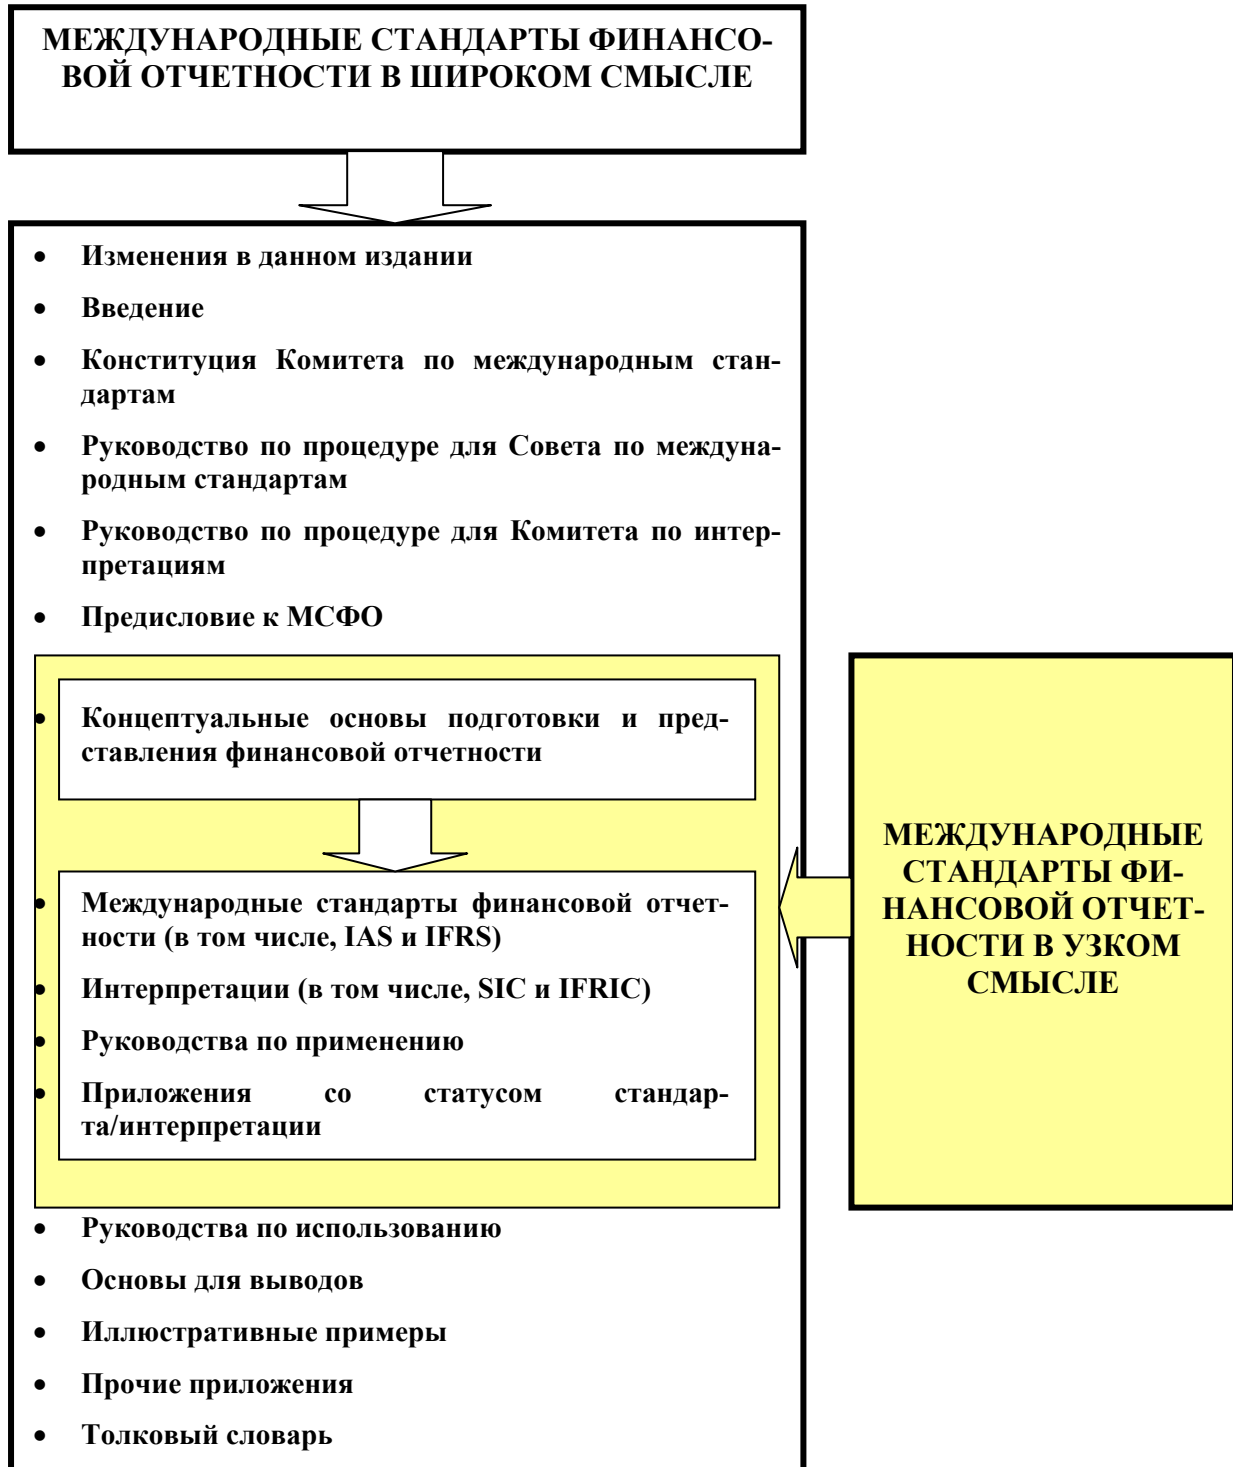 МЕЖДУНАРОДНЫЕ СТАНДАРТЫ ФИНАНСО-
ВОЙ ОТЧЕТНОСТИ В ШИРОКОМ СМЫСЛЕ
• Изменения в данном издании
• Введение
• Конституция Комитета по международным стан-
дартам
• Руководство по процедуре для Совета по междуна-
родным стандартам
• Руководство по процедуре для Комитета по интер-
претациям
• Предисловие к МСФО
• Концептуальные основы подготовки и пред-
ставления финансовой отчетности
• Международные стандарты финансовой отчет-
ности (в том числе, IAS и IFRS)
• Интерпретации (в том числе, SIC и IFRIC)
• Руководства по применению
• Приложения со статусом стандар-
та/интерпретации
• Руководства по использованию
• Основы для выводов
• Иллюстративные примеры
• Прочие приложения
• Толковый словарь
МЕЖДУНАРОДНЫЕ
СТАНДАРТЫ ФИ-
НАНСОВОЙ ОТЧЕТ-
НОСТИ В УЗКОМ
СМЫСЛЕ